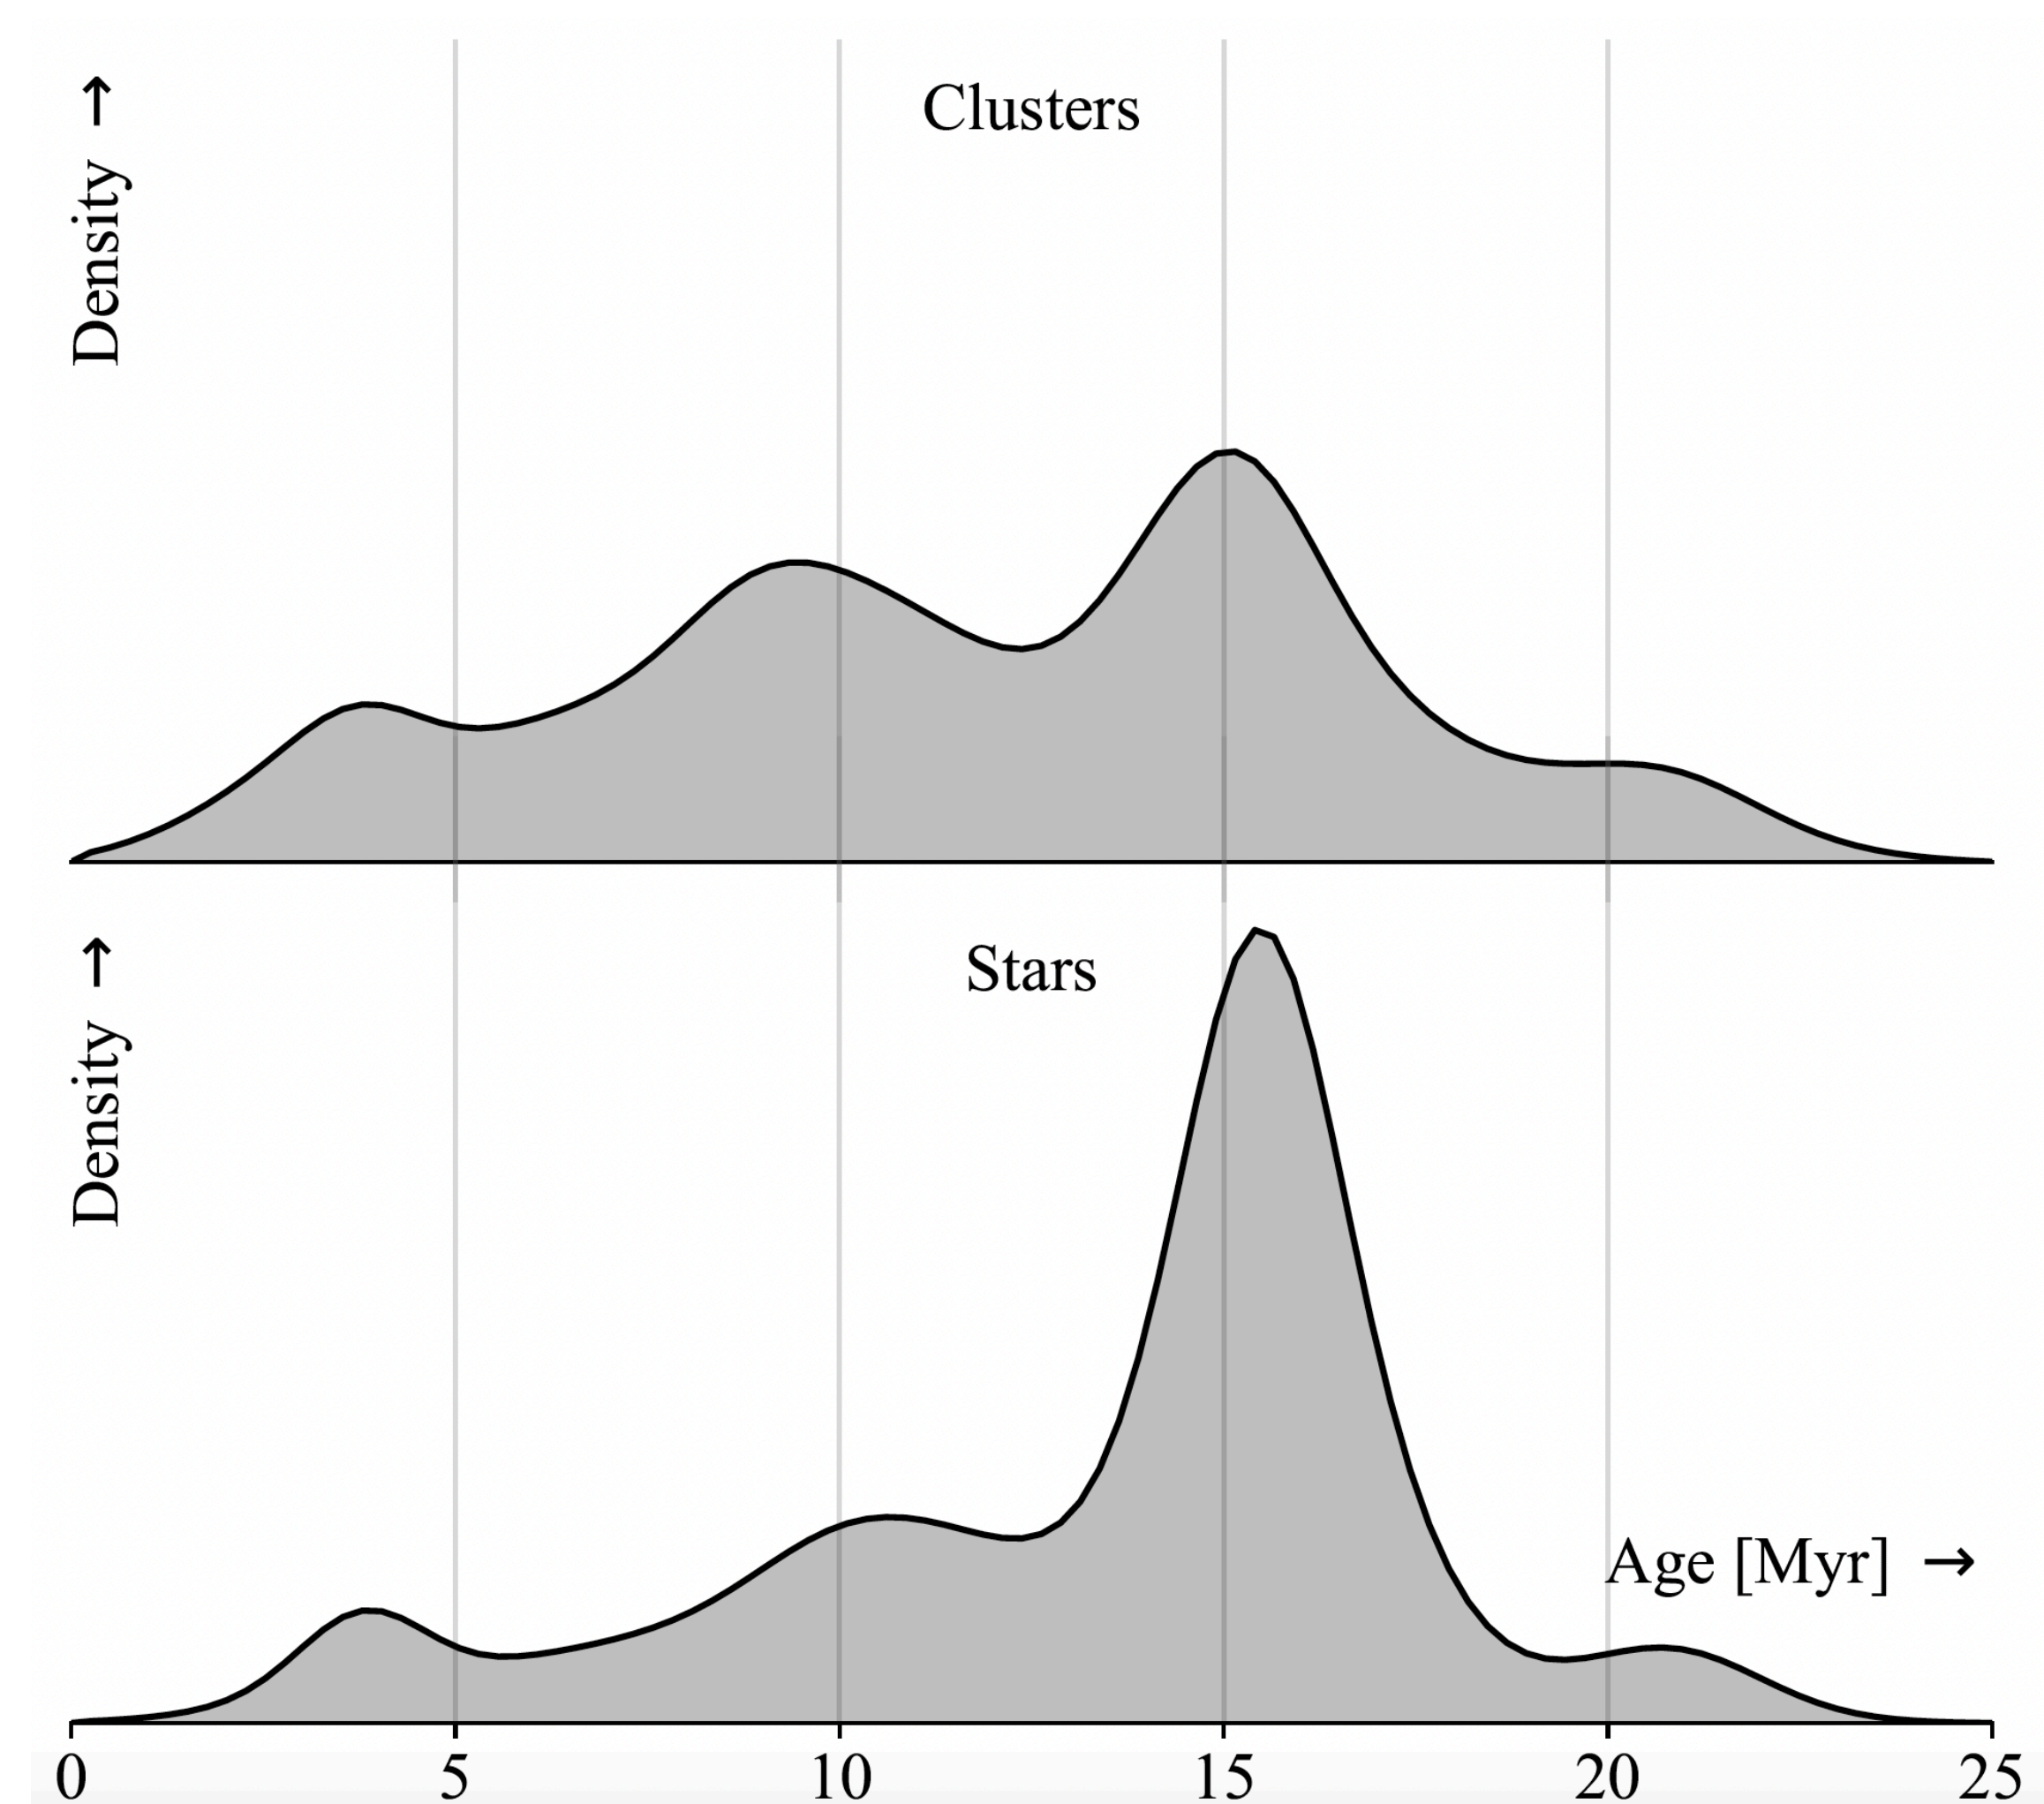 Clusters
Density ↑
Stars
Density ↑
Age [Myr] →
0 5 10 15 20 25